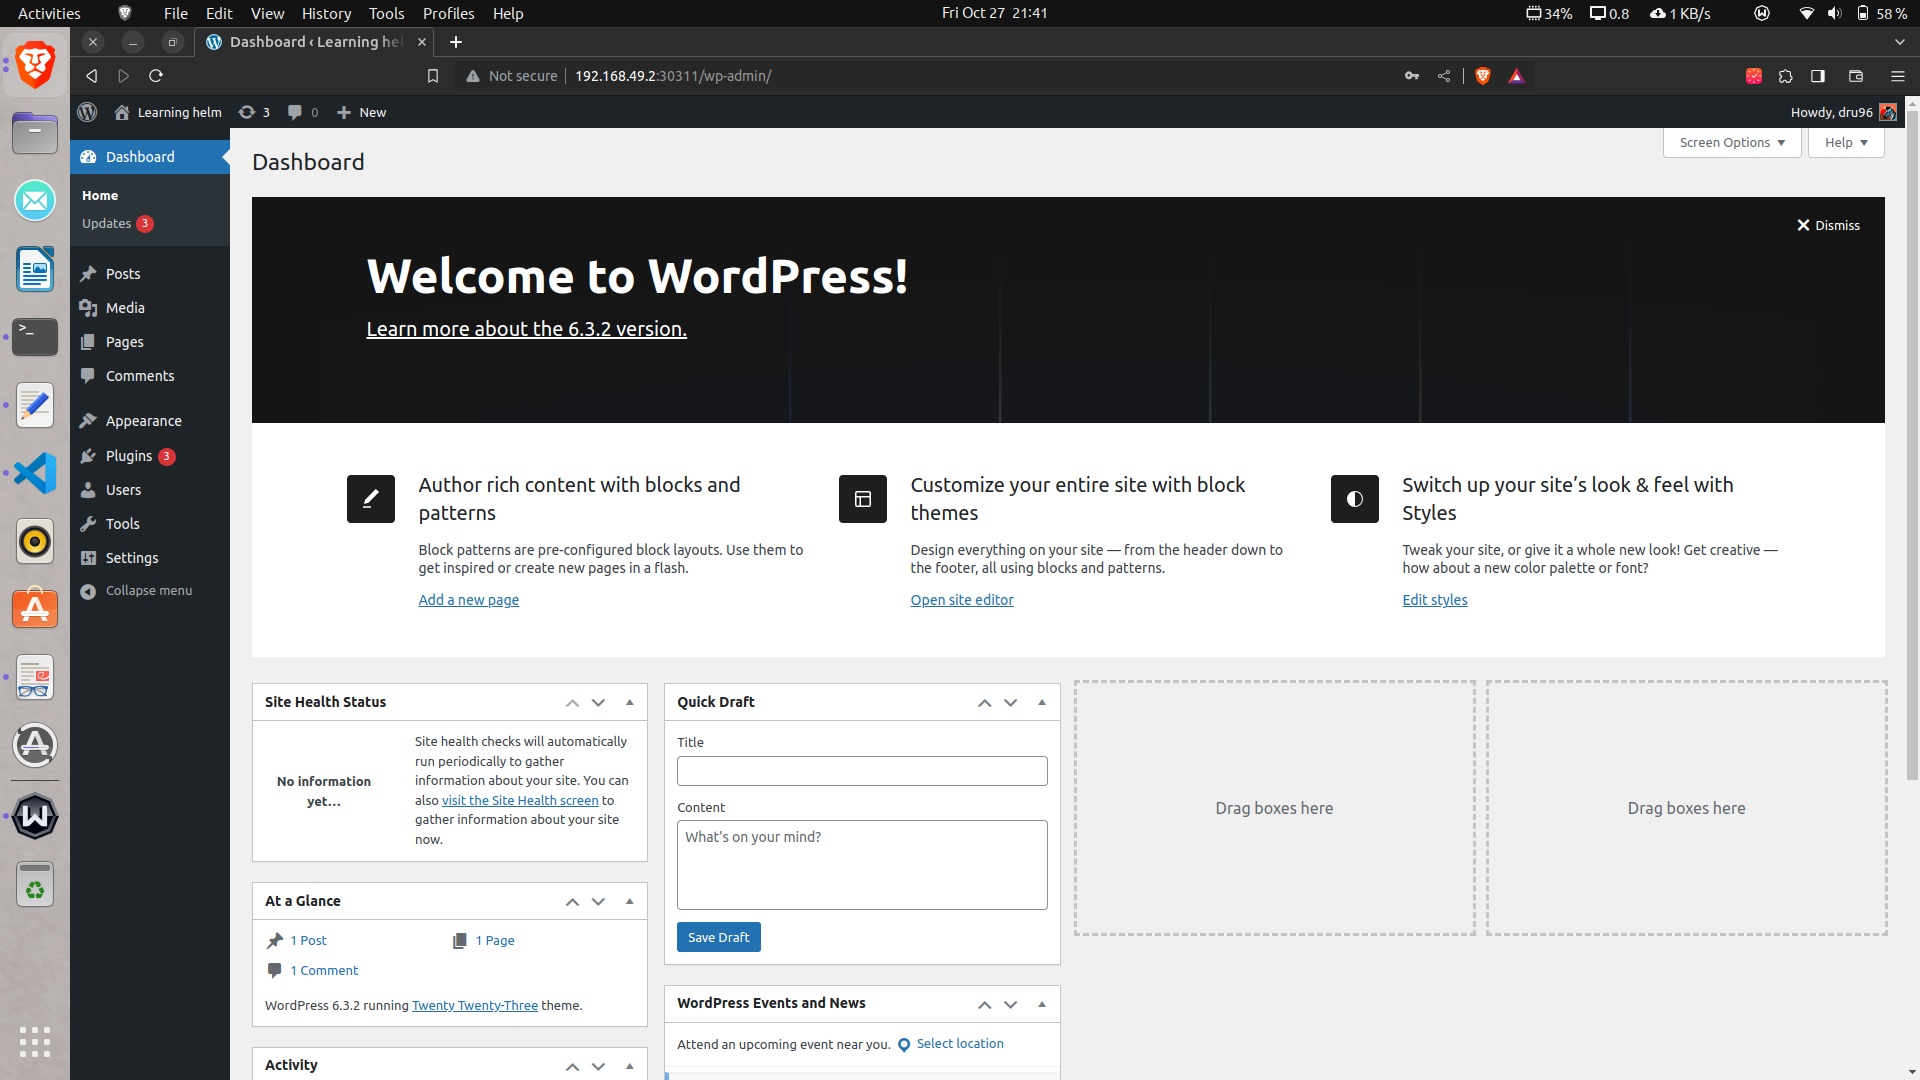 Activities File Edit View History Tools Profiles Help Fri Oct 27 21:41 34% 0.8 1 KB/s 58 %
Dashboard ‹ Learning hel
Not secure 192.168.49.2:30311/wp-admin/
Learning helm 3 0 New Howdy, dru96
Dashboard
Home
Updates 3
Posts
Media
Pages
Comments
Appearance
Plugins 3
Users
Tools
Settings
Collapse menu
Screen Options Help
Dashboard
Dismiss
Welcome to WordPress!
Learn more about the 6.3.2 version.
Author rich content with blocks and
patterns
Block patterns are pre-configured block layouts. Use them to
get inspired or create new pages in a flash.
Add a new page
Customize your entire site with block
themes
Design everything on your site — from the header down to
the footer, all using blocks and patterns.
Open site editor
Switch up your site’s look & feel with
Styles
Tweak your site, or give it a whole new look! Get creative —
how about a new color palette or font?
Edit styles
Site Health Status
No information
yet…
Site health checks will automatically
run periodically to gather
information about your site. You can
also visit the Site Health screen to
gather information about your site
now.
At a Glance
1 Post 1 Page
1 Comment
WordPress 6.3.2 running Twenty Twenty-Three theme.
Activity
Quick Draft
Title
Content
What’s on your mind?
Save Draft
WordPress Events and News
Attend an upcoming event near you. Select location
Drag boxes here
Drag boxes here